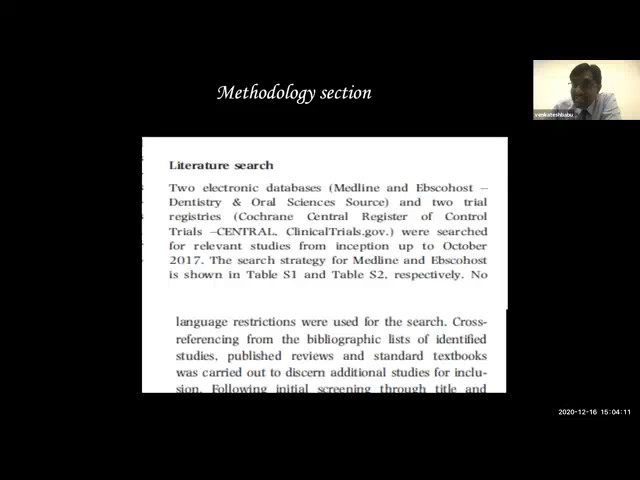 Methodology section
venkateshbabu
Literature search
Two electronic databases (Medline and Ebscohost –
Dentistry & Oral Sciences Source) and two trial
registries (Cochrane Central Register of Control
Trials –CENTRAL, ClinicalTrials.gov.) were searched
for relevant studies from inception up to October
2017. The search strategy for Medline and Ebscohost
is shown in Table S1 and Table S2, respectively. No
language restrictions were used for the search. Cross-
referencing from the bibliographic lists of identified
studies, published reviews and standard textbooks
was carried out to discern additional studies for inclu-
sion. Following initial screening through title and
2020-12-16 15:04:11